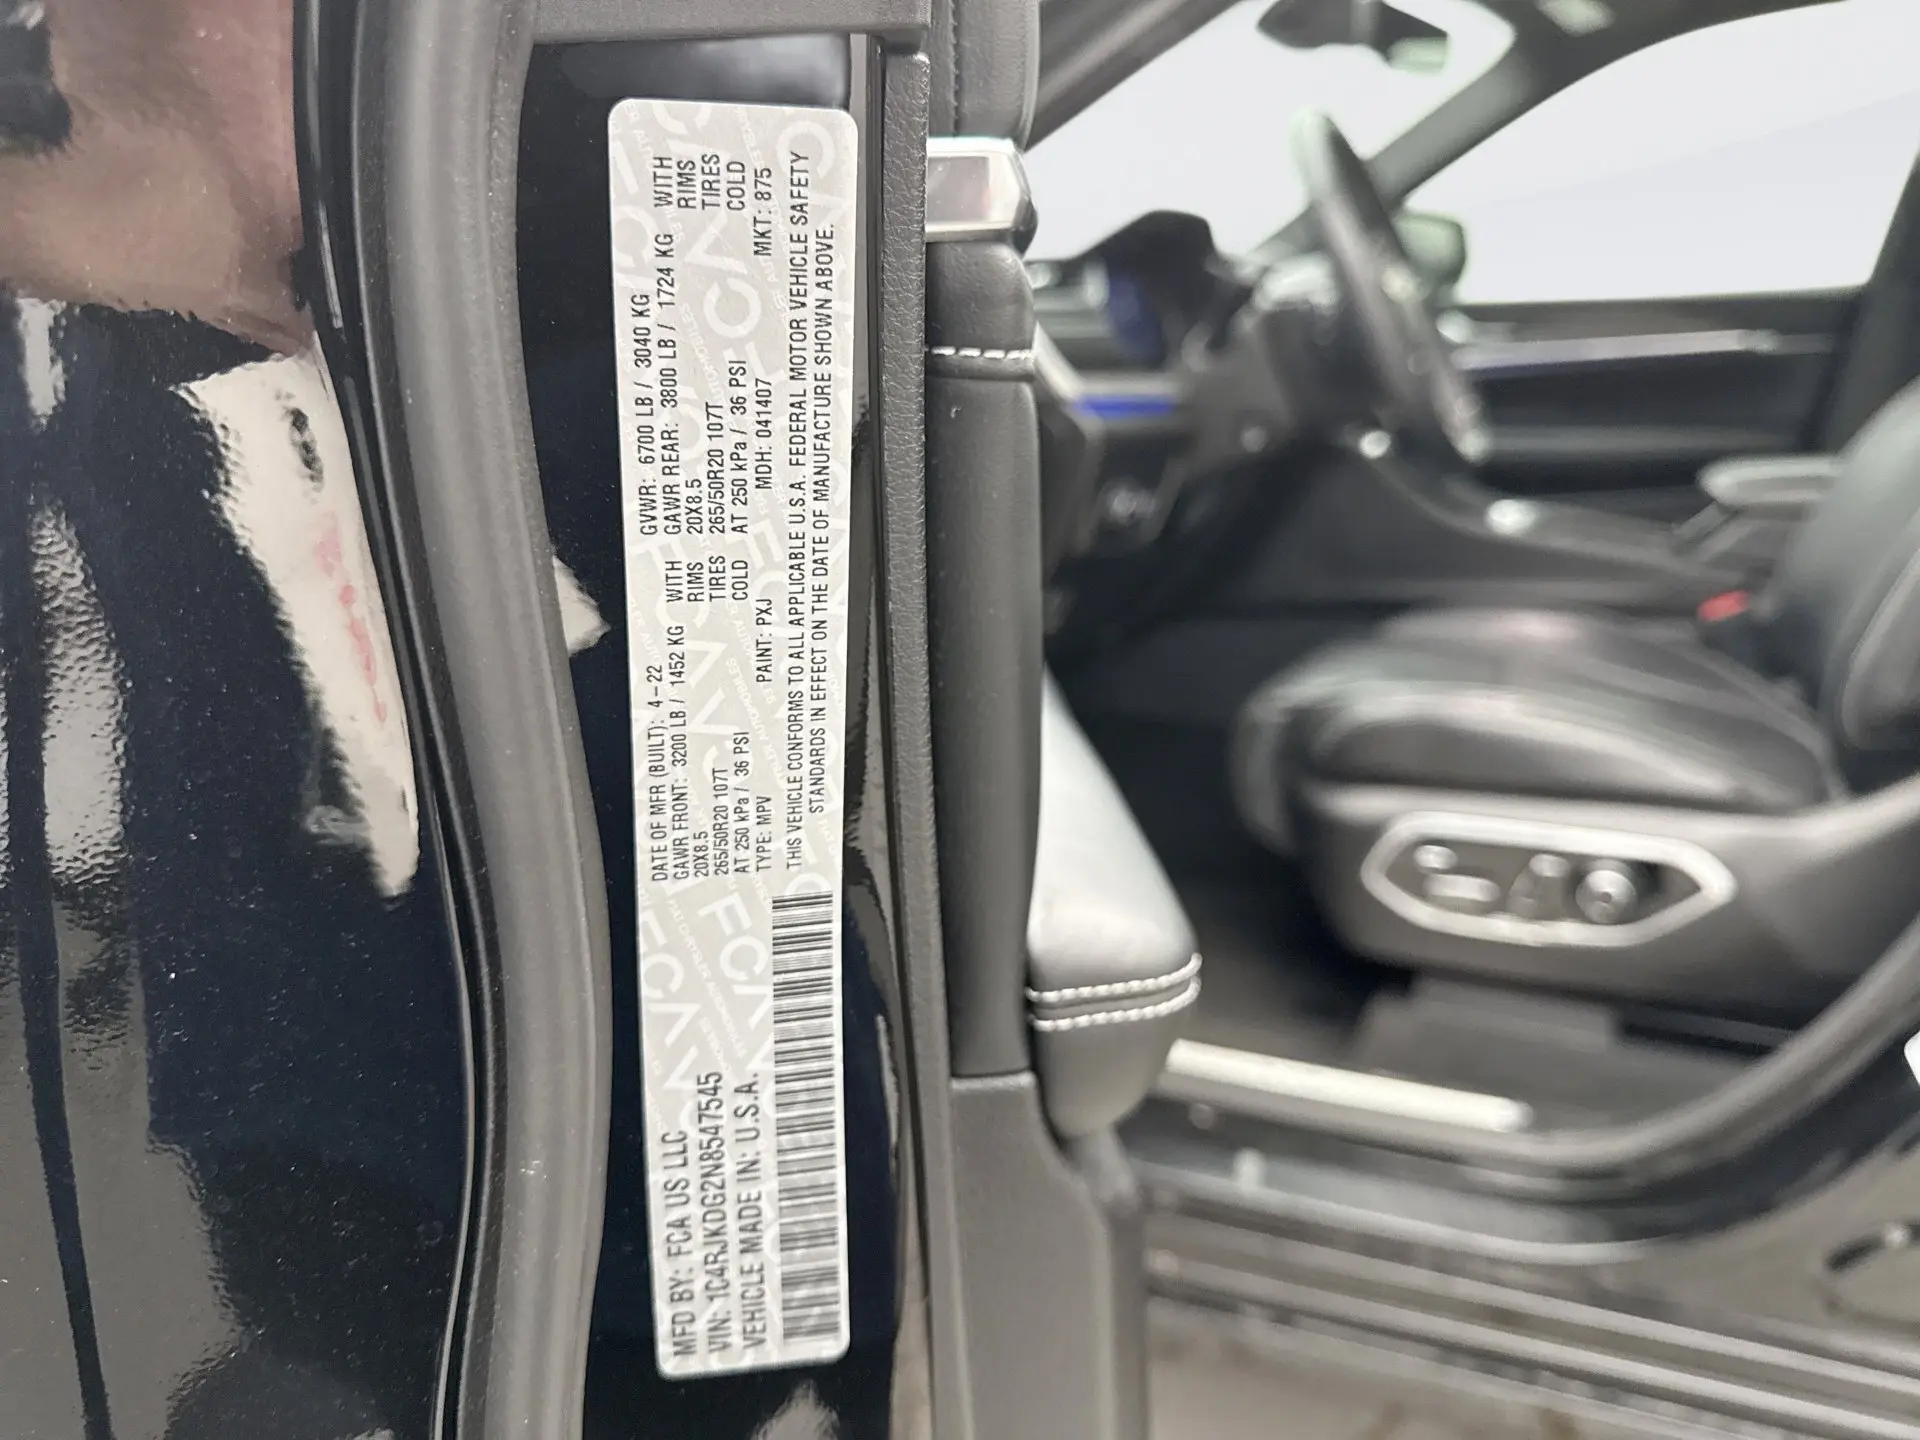 MFD BY: FCA US LLC
VIN: 1C4RJKDG2N8547545
VEHICLE MADE IN: U.S.A.
DATE OF MFR (BUILT): 4-22 GVWR: 6700 LB / 3040 KG
GAWR FRONT: 3200 LB / 1452 KG WITH GAWR REAR: 3800 LB / 1724 KG WITH
20X8.5 RIMS 20X8.5 RIMS
265/50R20 107T TIRES 265/50R20 107T TIRES
AT 250 kPa / 36 PSI COLD AT 250 kPa / 36 PSI COLD
TYPE: MPV PAINT: PXJ MDH: 041407 MKT: 875
THIS VEHICLE CONFORMS TO ALL APPLICABLE U.S.A. FEDERAL MOTOR VEHICLE SAFETY
STANDARDS IN EFFECT ON THE DATE OF MANUFACTURE SHOWN ABOVE.
FCA